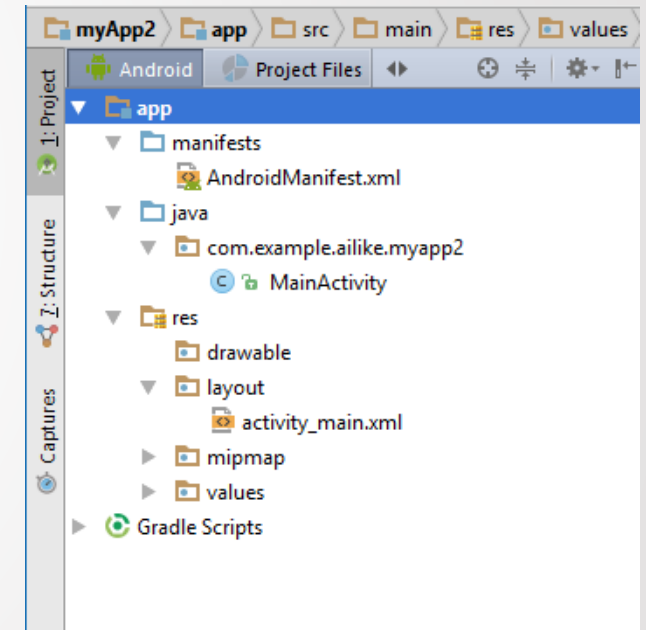 myApp2 app src main res values
Android Project Files
1: Project
7: Structure
Captures
app
manifests
AndroidManifest.xml
java
com.example.ailike.myapp2
C MainActivity
res
drawable
layout
activity_main.xml
mipmap
values
Gradle Scripts